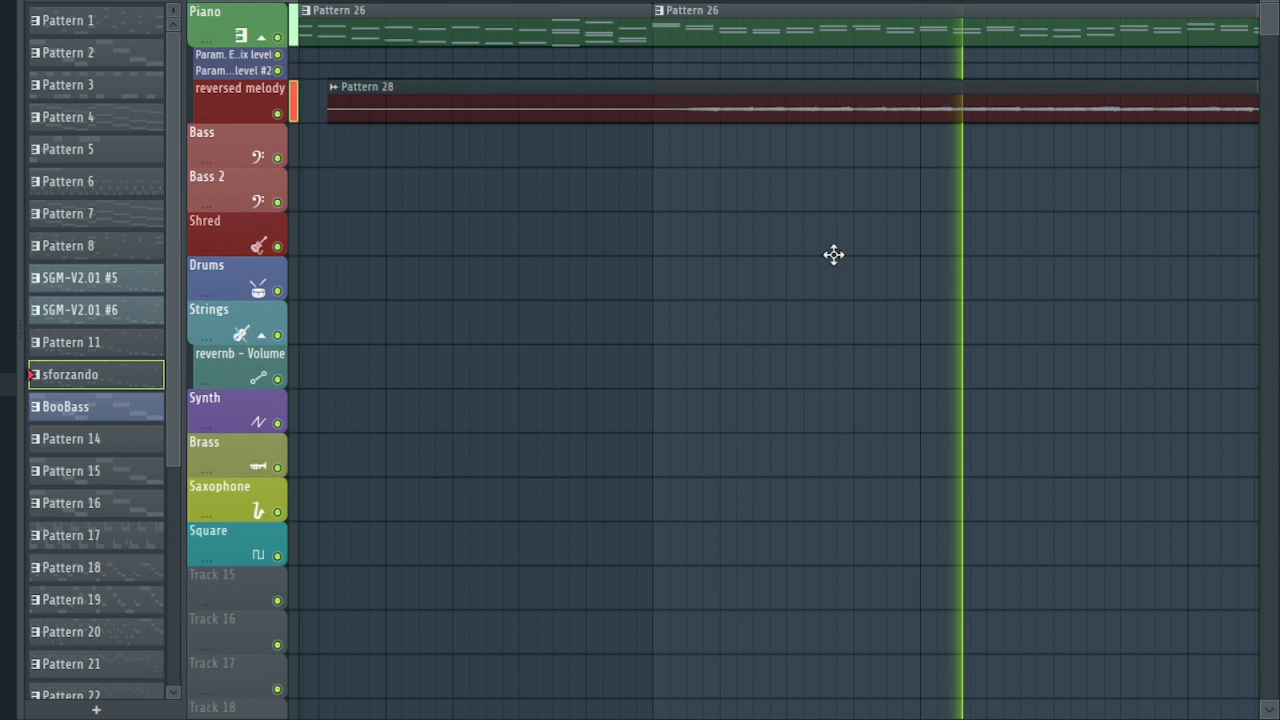 Pattern 1
Pattern 2
Pattern 3
Pattern 4
Pattern 5
Pattern 6
Pattern 7
Pattern 8
SGM-V2.01 #5
SGM-V2.01 #6
Pattern 11
sforzando
BooBass
Pattern 14
Pattern 15
Pattern 16
Pattern 17
Pattern 18
Pattern 19
Pattern 20
Pattern 21
Pattern 22
+
Piano
Param. E..ix level
Param...level #2
reversed melody
Bass
Bass 2
Shred
Drums
Strings
revernb - Volume
Synth
Brass
Saxophone
Square
Track 15
Track 16
Track 17
Track 18
Pattern 26
Pattern 26
Pattern 28